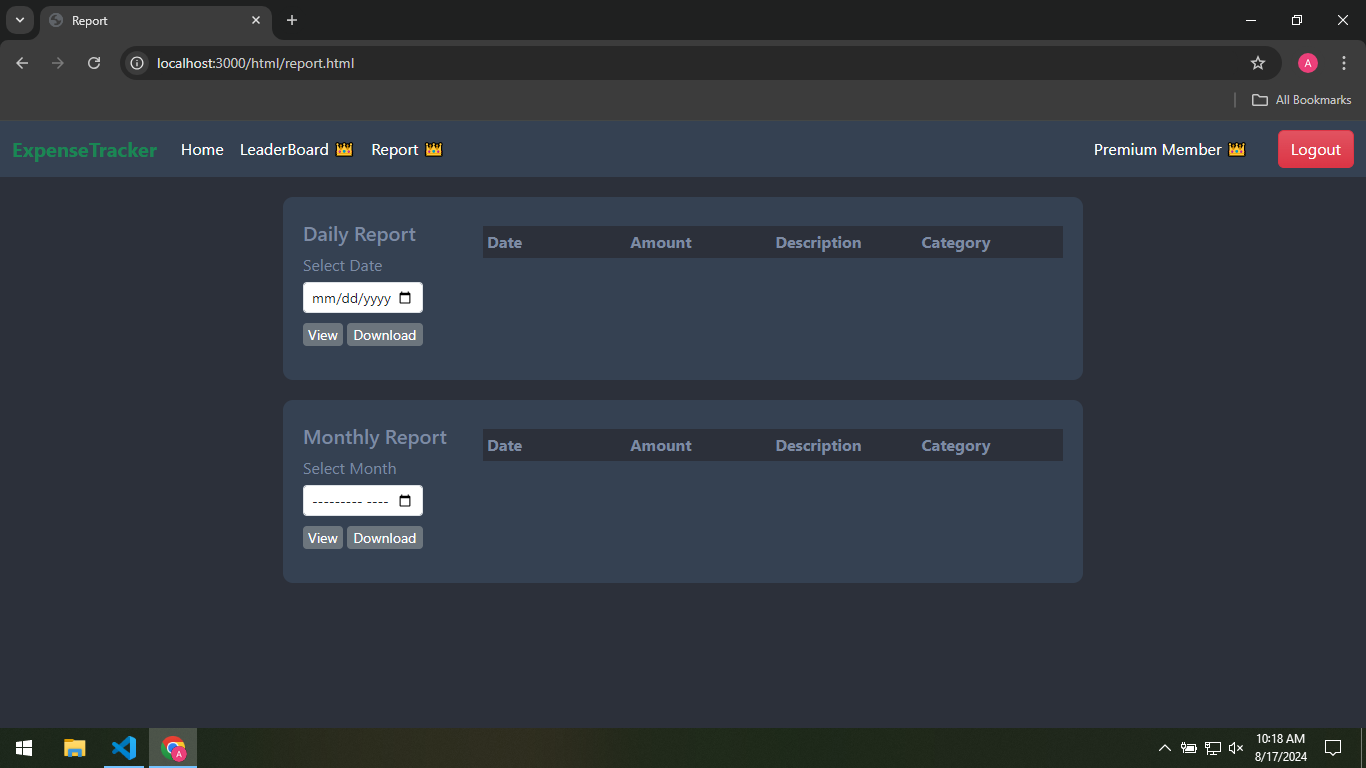 Report
localhost:3000/html/report.html
A
All Bookmarks
ExpenseTracker Home LeaderBoard 👑 Report 👑 Premium Member 👑 Logout
Daily Report
Select Date
mm/dd/yyyy
View Download
Date Amount Description Category
Monthly Report
Select Month
--------- ----
View Download
Date Amount Description Category
A
10:18 AM
8/17/2024